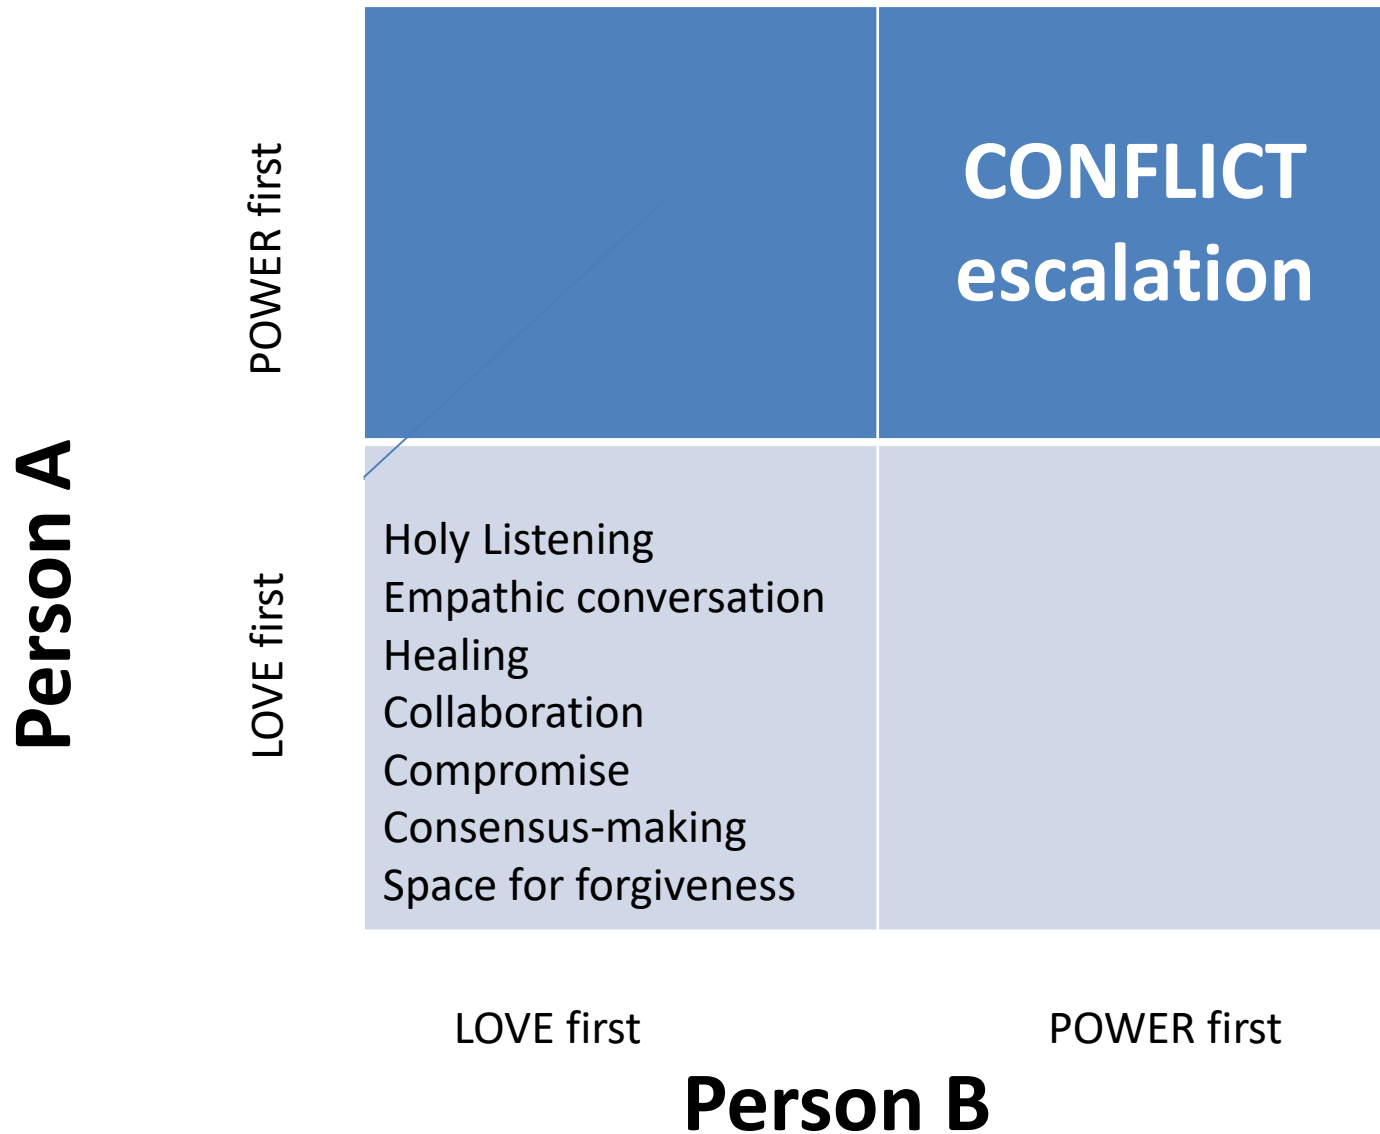 CONFLICT
escalation
POWER first
Person A
LOVE first
Holy Listening
Empathic conversation
Healing
Collaboration
Compromise
Consensus-making
Space for forgiveness
LOVE first
POWER first
Person B